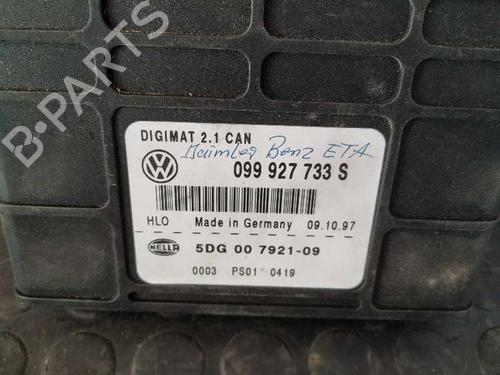 B-PARTS
DIGIMAT 2.1 CAN
Daimler Benz ETA
099 927 733 S
HLO Made in Germany 09.10.97
HELLA 5DG 00 7921-09
0003 PS01 0419